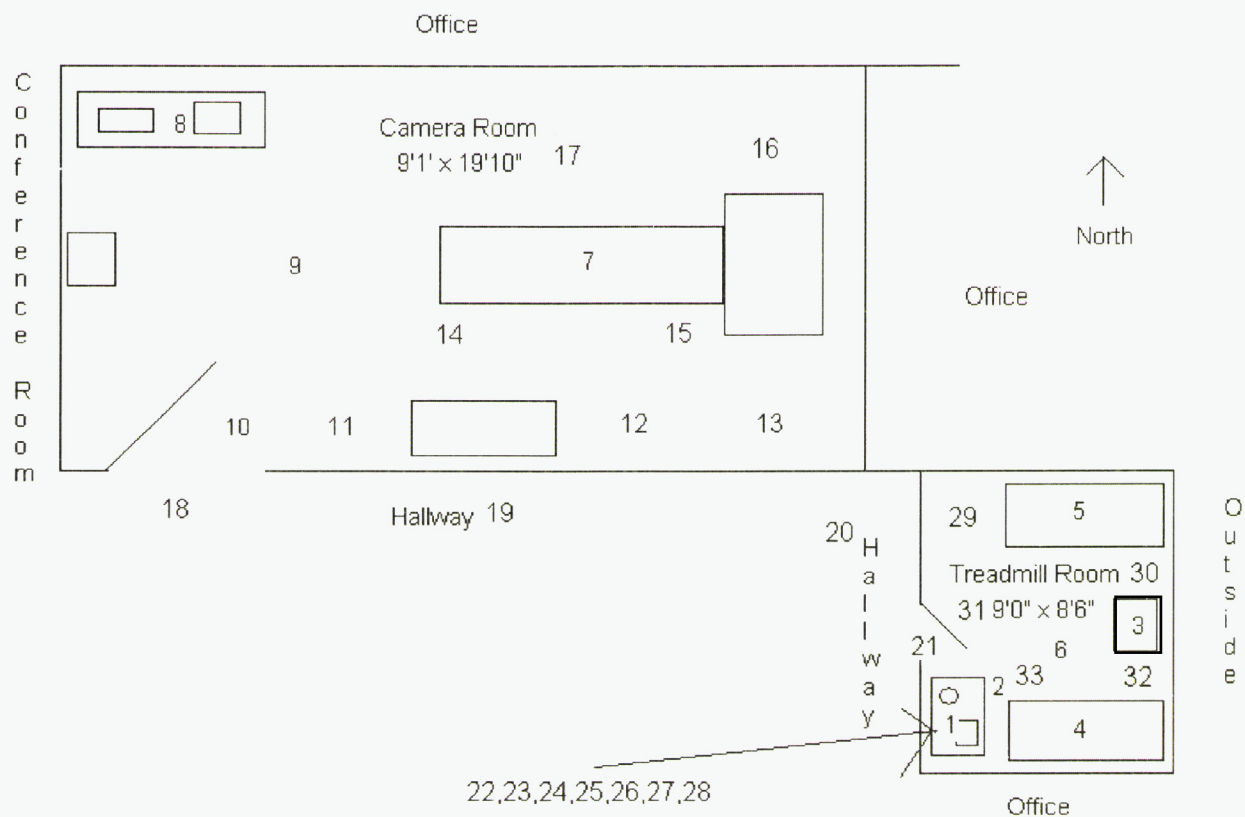 Office
Conference Room
8
Camera Room
9'1' x 19'10"
17
16
North
9
7
Office
14
15
10
11
12
13
18
Hallway 19
20
Hallway
29
5
Outside
Treadmill Room 30
31 9'0" x 8'6"
3
21
6
2
33
32
1
4
22,23,24,25,26,27,28
Office